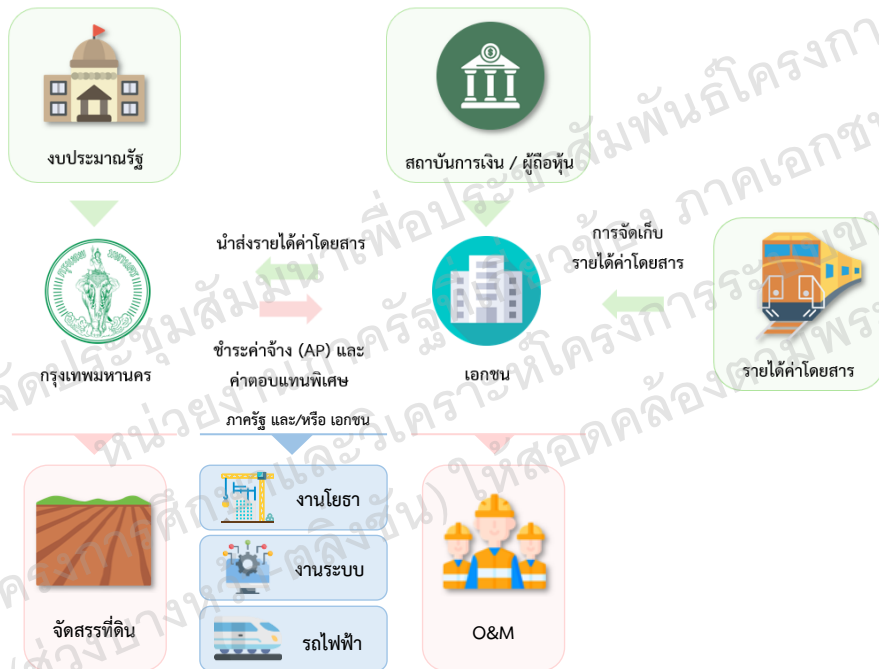 งบประมาณรัฐ
สถาบันการเงิน / ผู้ถือหุ้น
นำส่งรายได้ค่าโดยสาร
การจัดเก็บ
รายได้ค่าโดยสาร
กรุงเทพมหานคร
ชำระค่าจ้าง (AP) และ
ค่าตอบแทนพิเศษ
เอกชน
รายได้ค่าโดยสาร
ภาครัฐ และ/หรือ เอกชน
งานโยธา
งานระบบ
รถไฟฟ้า
จัดสรรที่ดิน
O&M